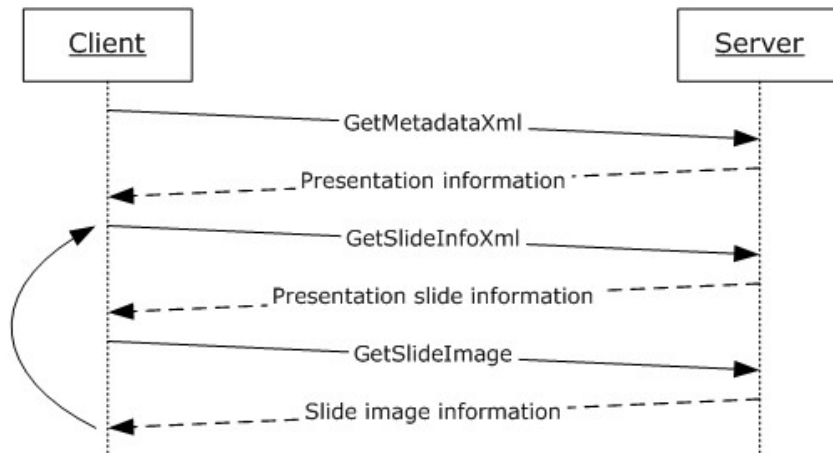 Client
Server
GetMetadataXml
Presentation information
GetSlideInfoXml
Presentation slide information
GetSlideImage
Slide image information